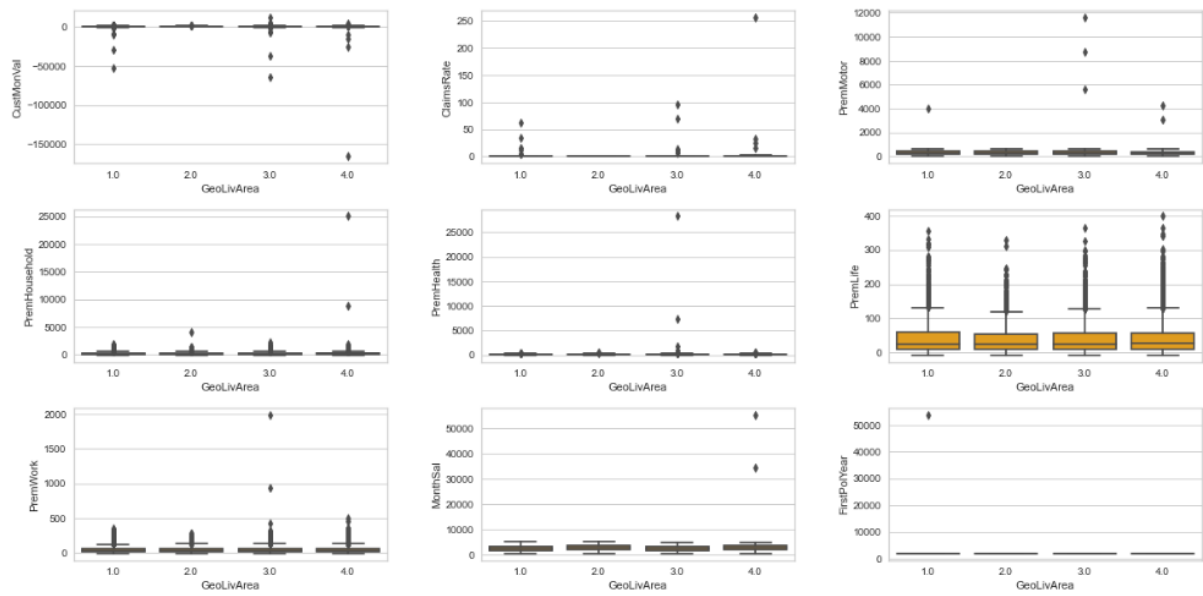 0
−50000
−100000
−150000
CustMonVal
1.0 2.0 3.0 4.0
GeoLivArea
250
200
150
100
50
0
ClaimsRate
1.0 2.0 3.0 4.0
GeoLivArea
12000
10000
8000
6000
4000
2000
0
PremMotor
1.0 2.0 3.0 4.0
GeoLivArea
25000
20000
15000
10000
5000
0
PremHousehold
1.0 2.0 3.0 4.0
GeoLivArea
25000
20000
15000
10000
5000
0
PremHealth
1.0 2.0 3.0 4.0
GeoLivArea
400
300
200
100
0
PremLife
1.0 2.0 3.0 4.0
GeoLivArea
2000
1500
1000
500
0
PremWork
1.0 2.0 3.0 4.0
GeoLivArea
50000
40000
30000
20000
10000
0
MonthSal
1.0 2.0 3.0 4.0
GeoLivArea
50000
40000
30000
20000
10000
0
FirstPolYear
1.0 2.0 3.0 4.0
GeoLivArea